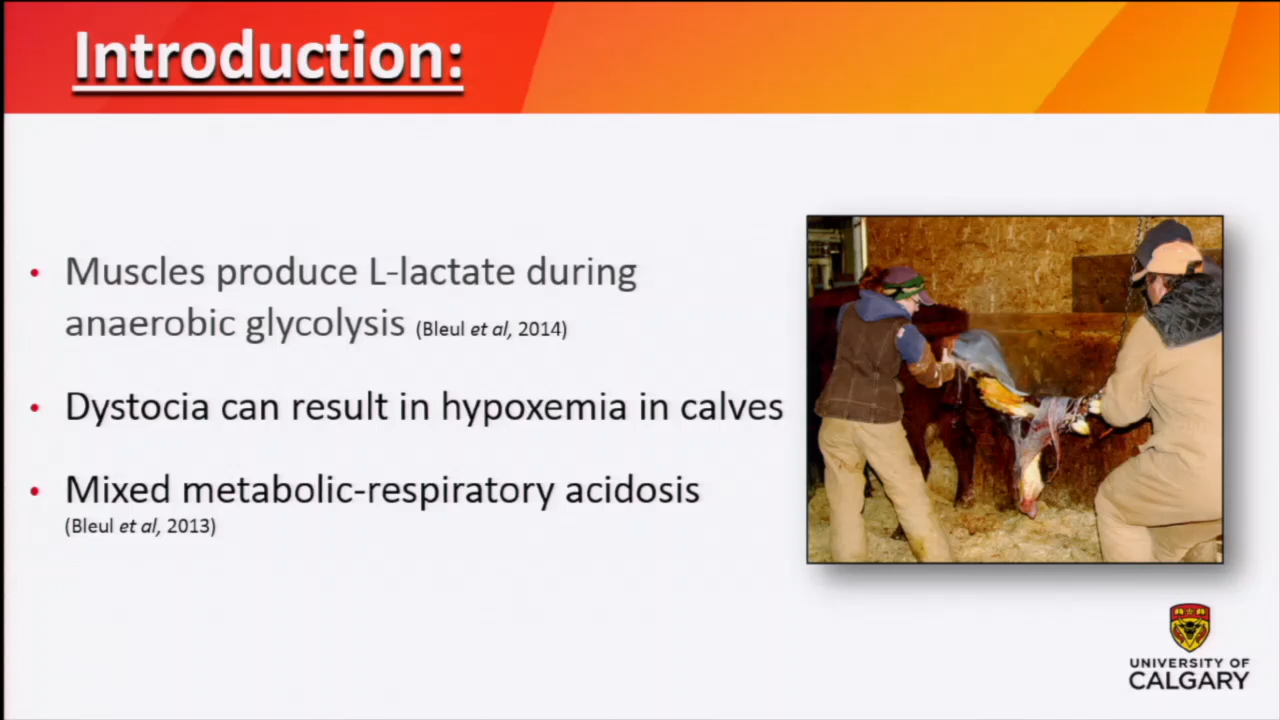 Introduction:
• Muscles produce L-lactate during
anaerobic glycolysis (Bleul et al, 2014)
• Dystocia can result in hypoxemia in calves
• Mixed metabolic-respiratory acidosis
(Bleul et al, 2013)
UNIVERSITY OF
CALGARY